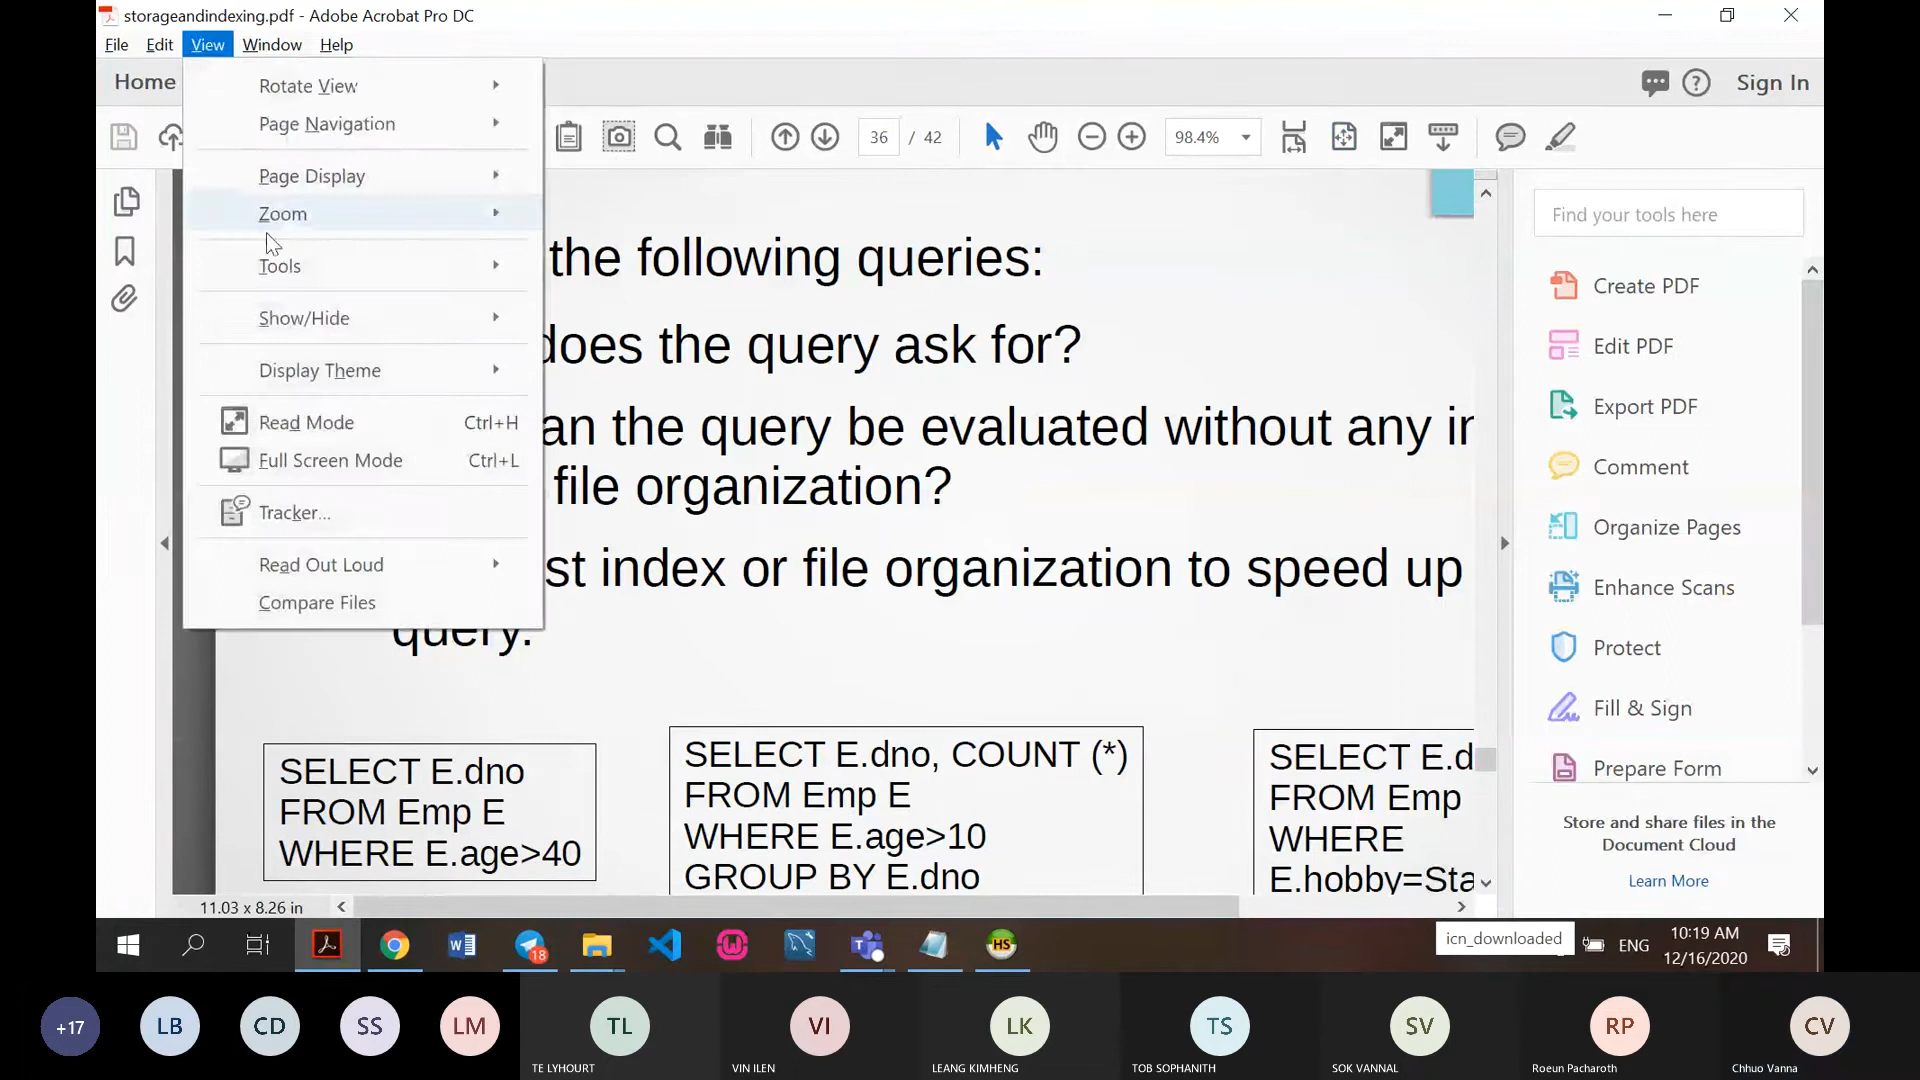 storageandindexing.pdf - Adobe Acrobat Pro DC
File Edit View Window Help
Home
Sign In
36 / 42
98.4%
Rotate View
Page Navigation
Page Display
Zoom
Tools
Show/Hide
Display Theme
Read Mode Ctrl+H
Full Screen Mode Ctrl+L
Tracker...
Read Out Loud
Compare Files
the following queries:
does the query ask for?
an the query be evaluated without any in
file organization?
st index or file organization to speed up
query.
SELECT E.dno
FROM Emp E
WHERE E.age>40
SELECT E.dno, COUNT (*)
FROM Emp E
WHERE E.age>10
GROUP BY E.dno
SELECT E.d
FROM Emp
WHERE
E.hobby=Sta
11.03 x 8.26 in
Find your tools here
Create PDF
Edit PDF
Export PDF
Comment
Organize Pages
Enhance Scans
Protect
Fill & Sign
Prepare Form
Store and share files in the
Document Cloud
Learn More
18
HS
icn_downloaded
ENG
10:19 AM
12/16/2020
+17 LB CD SS LM TL VI LK TS SV RP CV
TE LYHOURT VIN ILEN LEANG KIMHENG TOB SOPHANITH SOK VANNAL Roeun Pacharoth Chhuo Vanna